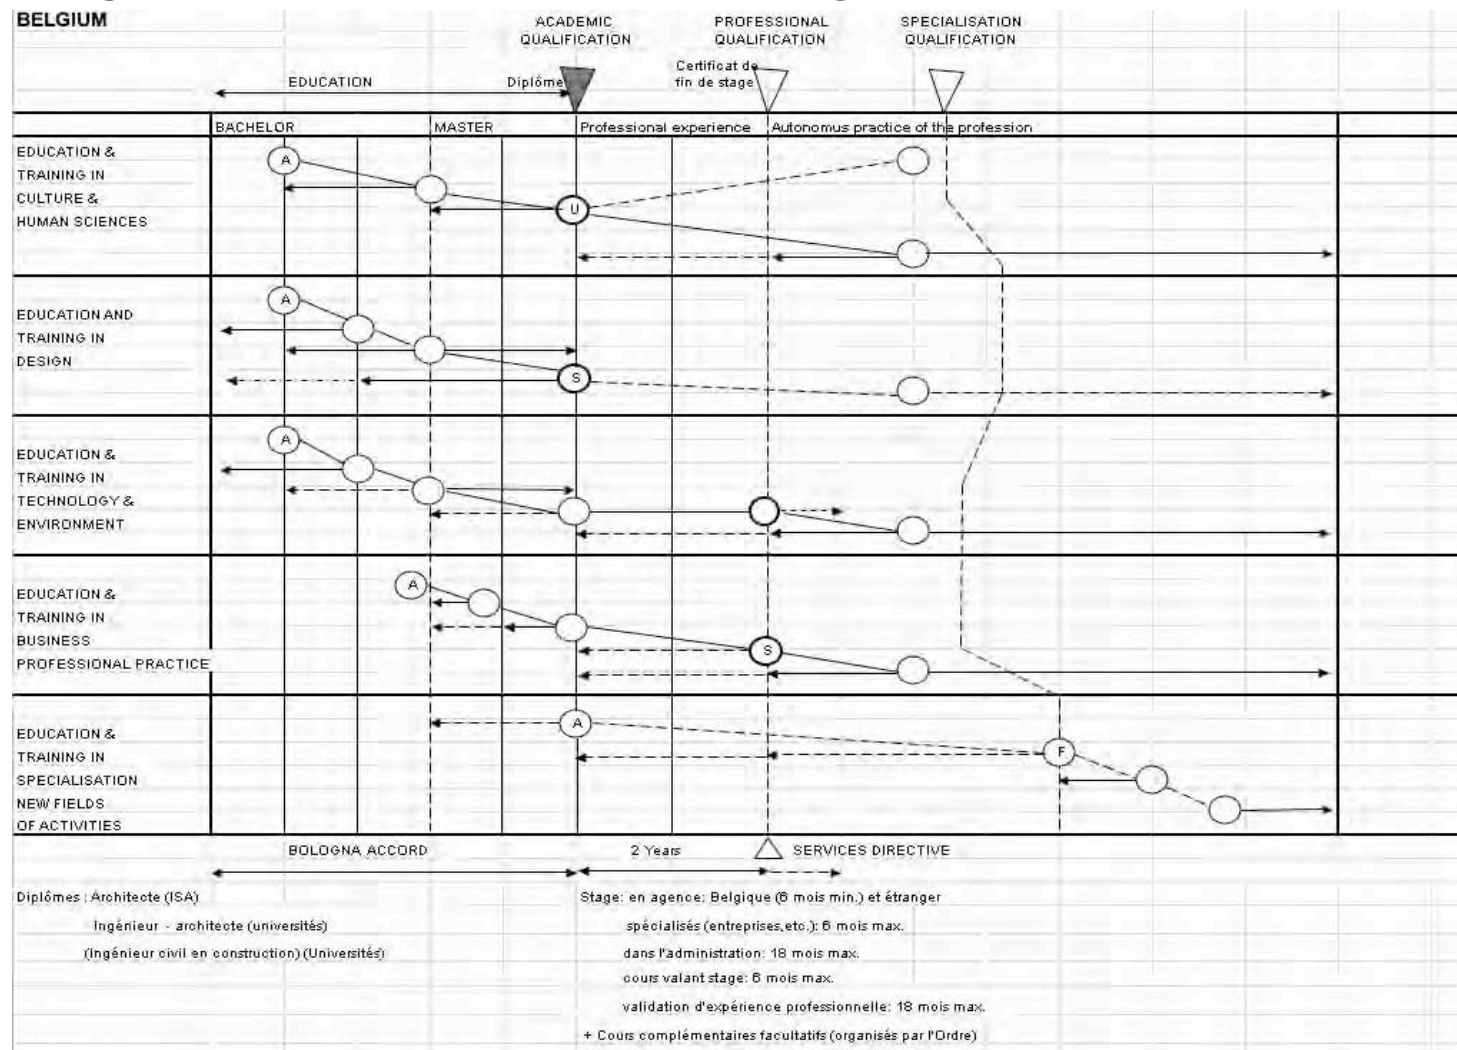 BELGIUM
ACADEMIC
QUALIFICATION
PROFESSIONAL
QUALIFICATION
SPECIALISATION
QUALIFICATION
EDUCATION
Diplôme
Certificat de
fin de stage
BACHELOR
MASTER
Professional experience
Autonomus practice of the profession
EDUCATION &
TRAINING IN
CULTURE &
HUMAN SCIENCES
A
U
EDUCATION AND
TRAINING IN
DESIGN
A
S
EDUCATION &
TRAINING IN
TECHNOLOGY &
ENVIRONMENT
A
EDUCATION &
TRAINING IN
BUSINESS
PROFESSIONAL PRACTICE
A
S
EDUCATION &
TRAINING IN
SPECIALISATION
NEW FIELDS
OF ACTIVITIES
A
F
BOLOGNA ACCORD
2 Years
SERVICES DIRECTIVE
Diplômes : Architecte (ISA)
Ingénieur - architecte (universités)
(Ingénieur civil en construction) (Universités)
Stage: en agence: Belgique (6 mois min.) et étranger
spécialisés (entreprises,etc.): 6 mois max.
dans l'administration: 18 mois max.
cours valant stage: 6 mois max.
validation d'expérience professionnelle: 18 mois max.
+ Cours complémentaires facultatifs (organisés par l'Ordre)